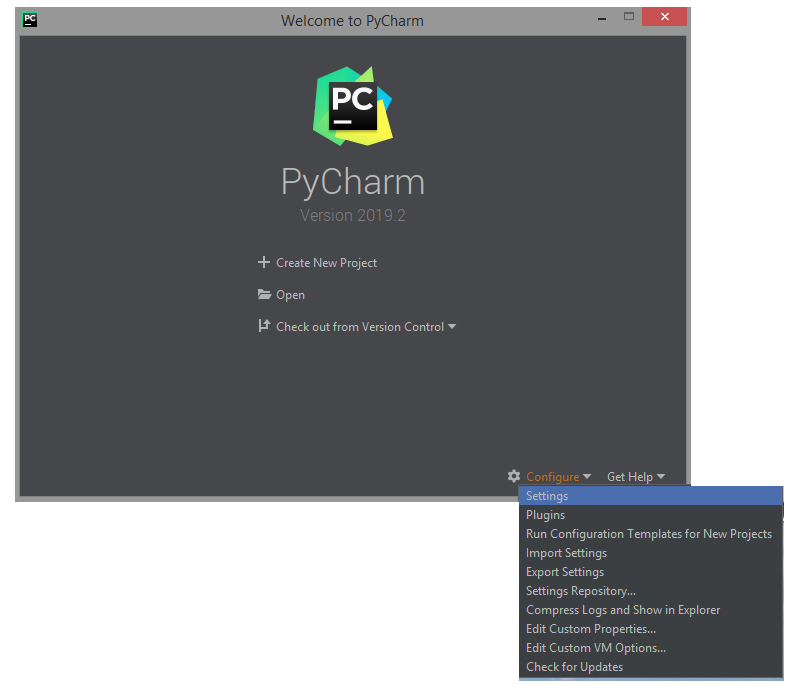 PC
Welcome to PyCharm
PC
PyCharm
Version 2019.2
Create New Project
Open
Check out from Version Control
Configure
Get Help
Settings
Plugins
Run Configuration Templates for New Projects
Import Settings
Export Settings
Settings Repository...
Compress Logs and Show in Explorer
Edit Custom Properties...
Edit Custom VM Options...
Check for Updates